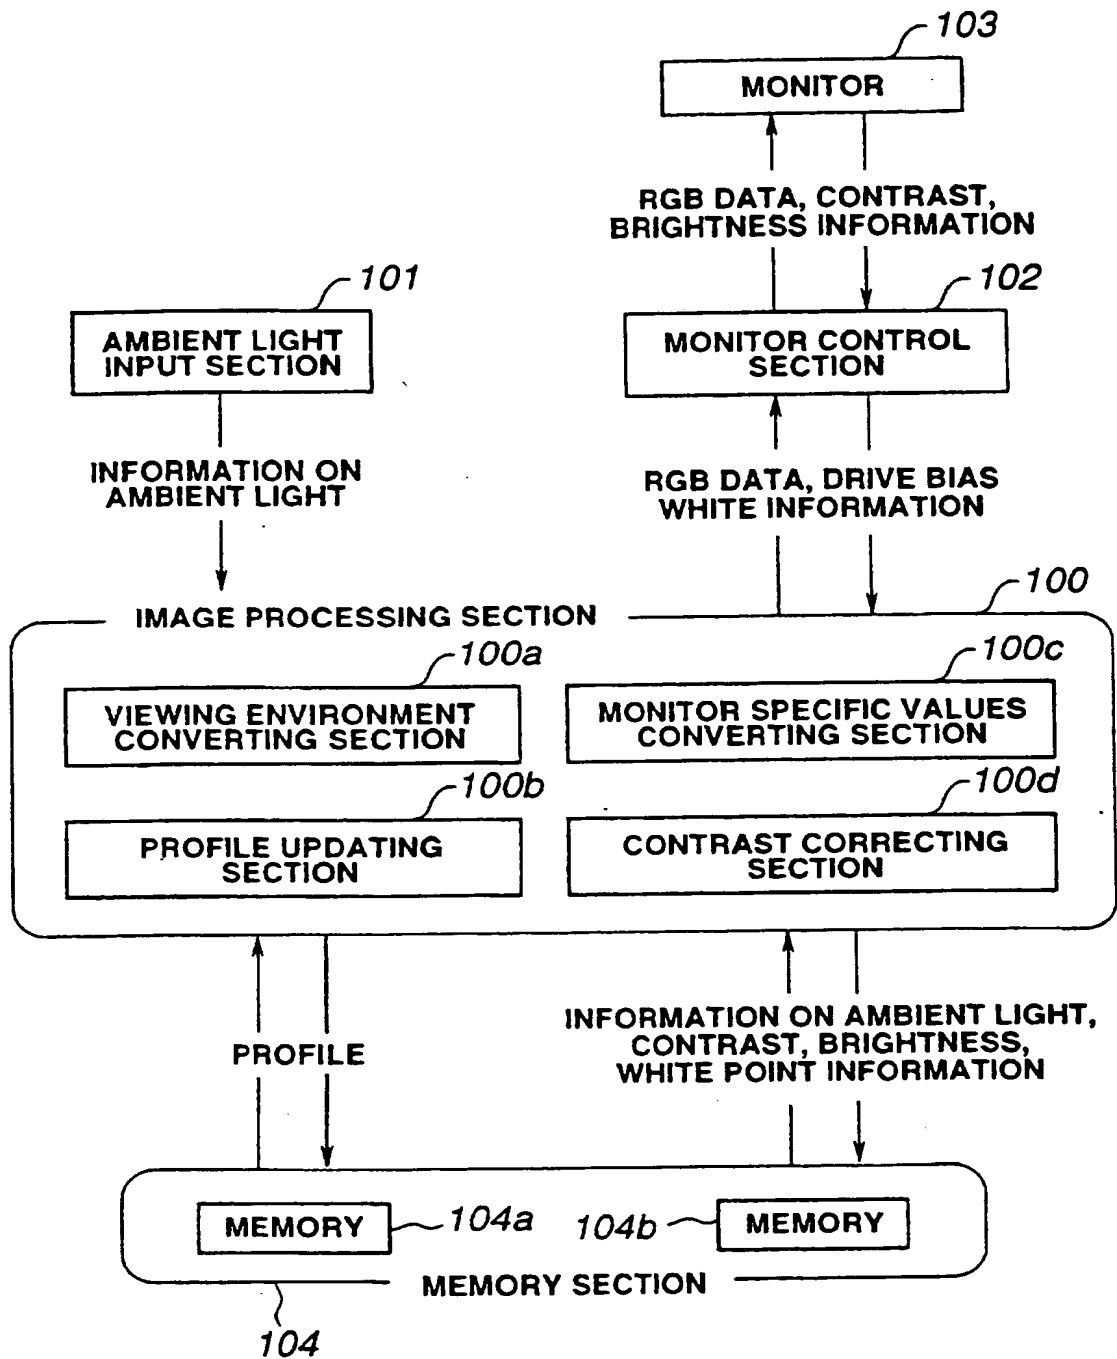 103
MONITOR
RGB DATA, CONTRAST,
BRIGHTNESS INFORMATION
101
AMBIENT LIGHT
INPUT SECTION
102
MONITOR CONTROL
SECTION
INFORMATION ON
AMBIENT LIGHT
RGB DATA, DRIVE BIAS
WHITE INFORMATION
100
IMAGE PROCESSING SECTION
100a
VIEWING ENVIRONMENT
CONVERTING SECTION
100c
MONITOR SPECIFIC VALUES
CONVERTING SECTION
100b
PROFILE UPDATING
SECTION
100d
CONTRAST CORRECTING
SECTION
PROFILE
INFORMATION ON AMBIENT LIGHT,
CONTRAST, BRIGHTNESS,
WHITE POINT INFORMATION
MEMORY
104a
104b
MEMORY
MEMORY SECTION
104